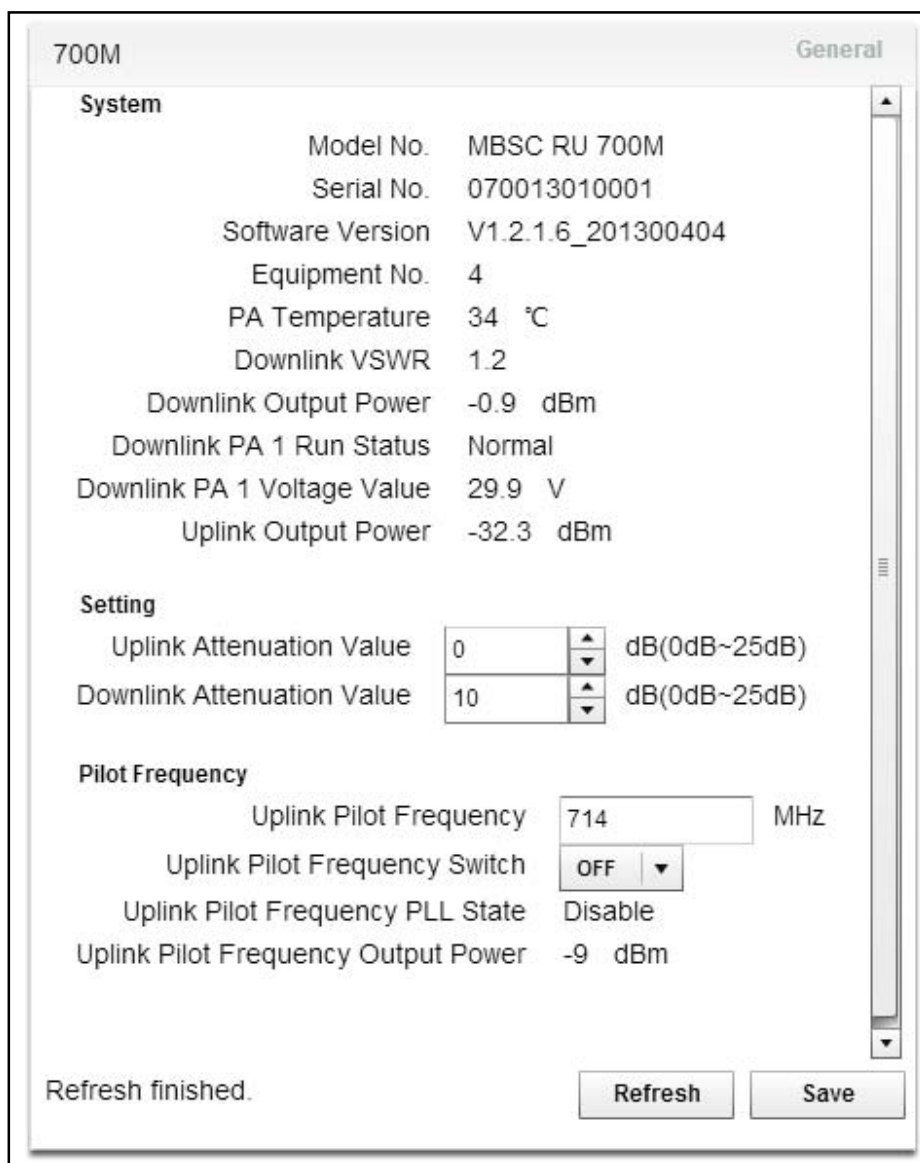 700M General
System
Model No. MBSC RU 700M
Serial No. 070013010001
Software Version V1.2.1.6_201300404
Equipment No. 4
PA Temperature 34 ℃
Downlink VSWR 1.2
Downlink Output Power -0.9 dBm
Downlink PA 1 Run Status Normal
Downlink PA 1 Voltage Value 29.9 V
Uplink Output Power -32.3 dBm
Setting
Uplink Attenuation Value 0 dB(0dB~25dB)
Downlink Attenuation Value 10 dB(0dB~25dB)
Pilot Frequency
Uplink Pilot Frequency 714 MHz
Uplink Pilot Frequency Switch OFF
Uplink Pilot Frequency PLL State Disable
Uplink Pilot Frequency Output Power -9 dBm
Refresh finished. Refresh Save